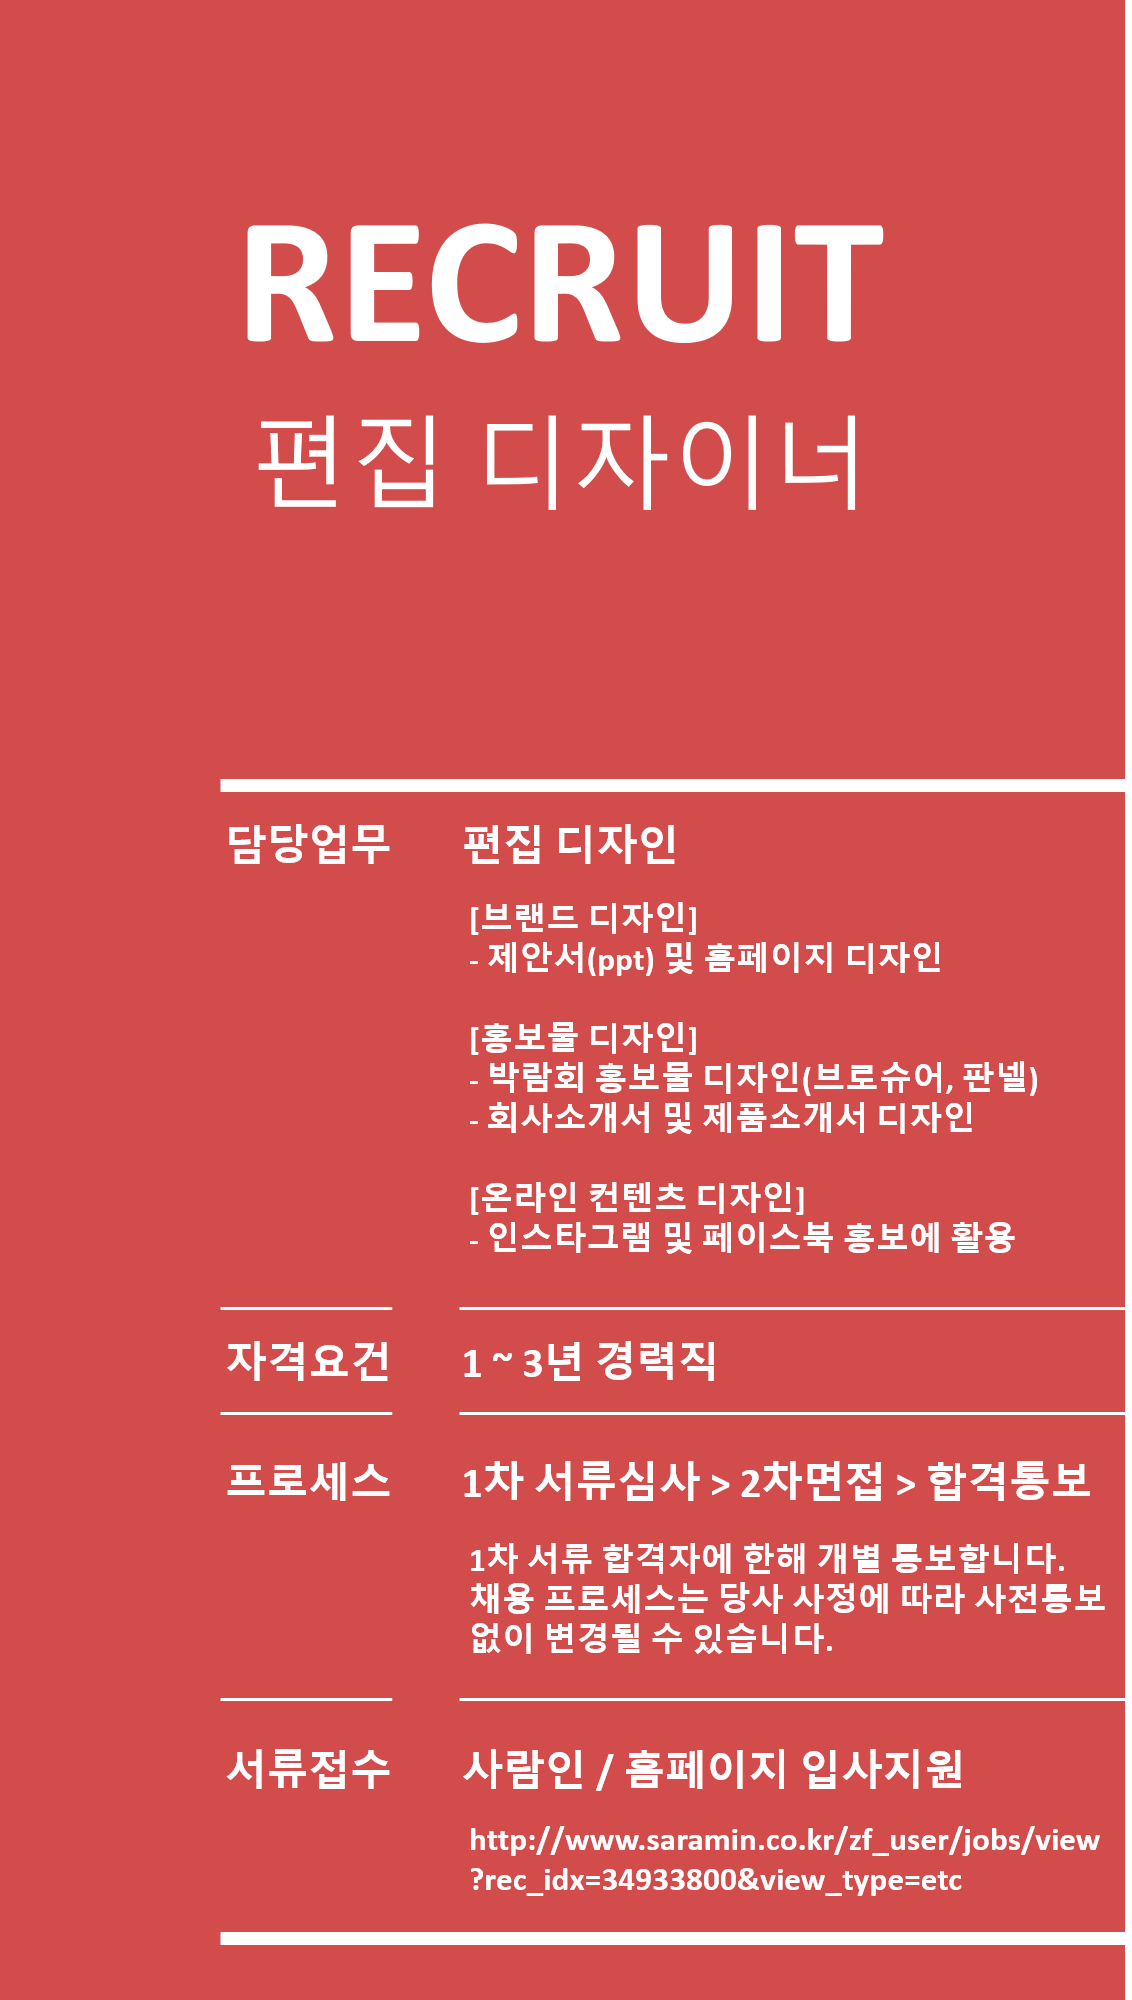 RECRUIT
편집 디자이너
담당업무 편집 디자인
[브랜드 디자인]
- 제안서(ppt) 및 홈페이지 디자인
[홍보물 디자인]
- 박람회 홍보물 디자인(브로슈어, 판넬)
- 회사소개서 및 제품소개서 디자인
[온라인 컨텐츠 디자인]
- 인스타그램 및 페이스북 홍보에 활용
자격요건 1 ~ 3년 경력직
프로세스 1차 서류심사 > 2차면접 > 합격통보
1차 서류 합격자에 한해 개별 통보합니다.
채용 프로세스는 당사 사정에 따라 사전통보
없이 변경될 수 있습니다.
서류접수 사람인 / 홈페이지 입사지원
http://www.saramin.co.kr/zf_user/jobs/view
?rec_idx=34933800&view_type=etc